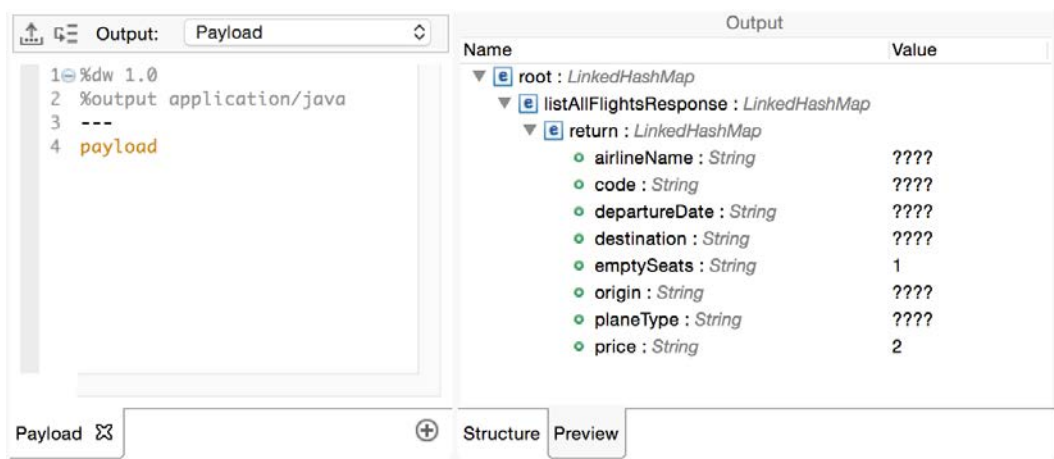 Output: Payload
1 %dw 1.0
2 %output application/java
3 ---
4 payload
Payload
Output
Name Value
e root : LinkedHashMap
e listAllFlightsResponse : LinkedHashMap
e return : LinkedHashMap
airlineName : String ????
code : String ????
departureDate : String ????
destination : String ????
emptySeats : String 1
origin : String ????
planeType : String ????
price : String 2
Structure Preview